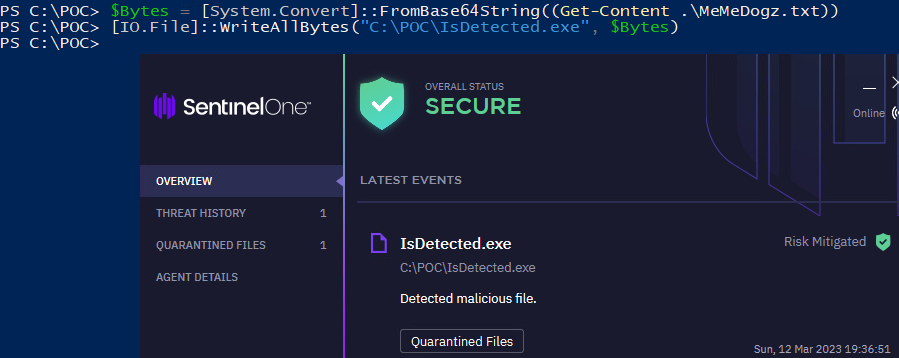 PS C:\POC> $Bytes = [System.Convert]::FromBase64String((Get-Content .\MeMeDogz.txt))
PS C:\POC> [IO.File]::WriteAllBytes("C:\POC\IsDetected.exe", $Bytes)
PS C:\POC>
SentinelOne™
OVERALL STATUS
SECURE
Online
OVERVIEW
THREAT HISTORY 1
QUARANTINED FILES 1
AGENT DETAILS
LATEST EVENTS
IsDetected.exe
Risk Mitigated
C:\POC\IsDetected.exe
Detected malicious file.
Quarantined Files
Sun, 12 Mar 2023 19:36:51